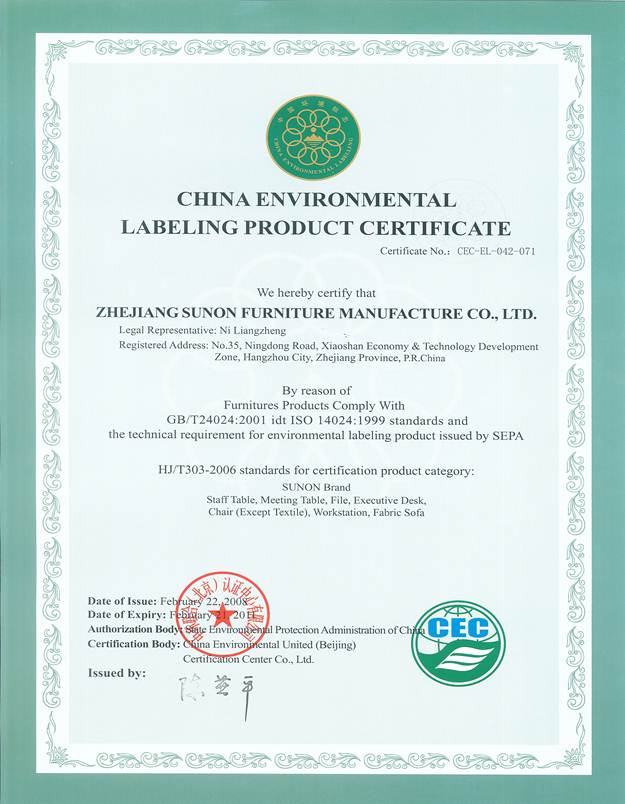 中国环境标志
CHINA ENVIRONMENTAL LABELING
CHINA ENVIRONMENTAL
LABELING PRODUCT CERTIFICATE
Certificate No.: CEC-EL-042-071
We hereby certify that
ZHEJIANG SUNON FURNITURE MANUFACTURE CO., LTD.
Legal Representative: Ni Liangzheng
Registered Address: No.35, Ningdong Road, Xiaoshan Economy & Technology Development
Zone, Hangzhou City, Zhejiang Province, P.R.China
By reason of
Furnitures Products Comply With
GB/T24024:2001 idt ISO 14024:1999 standards and
the technical requirement for environmental labeling product issued by SEPA
HJ/T303-2006 standards for certification product category:
SUNON Brand
Staff Table, Meeting Table, File, Executive Desk,
Chair (Except Textile), Workstation, Fabric Sofa
Date of Issue: February 22, 2008
Date of Expiry: February 21, 2011
Authorization Body: State Environmental Protection Administration of China
Certification Body: China Environmental United (Beijing)
Certification Center Co., Ltd.
Issued by:
(北京)认证中心有限公司
CEC